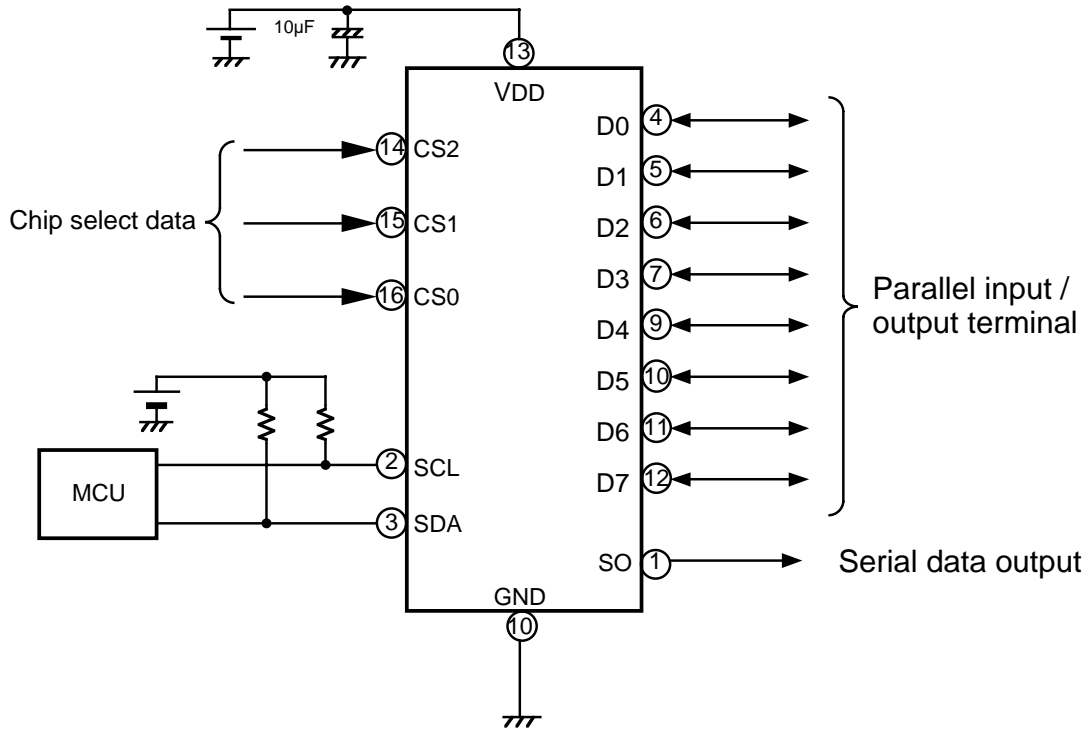 10µF
13
VDD
Chip select data
14 CS2
15 CS1
16 CS0
MCU
2 SCL
3 SDA
D0 4
D1 5
D2 6
D3 7
D4 9
D5 10
D6 11
D7 12
Parallel input /
output terminal
SO 1
Serial data output
GND
10